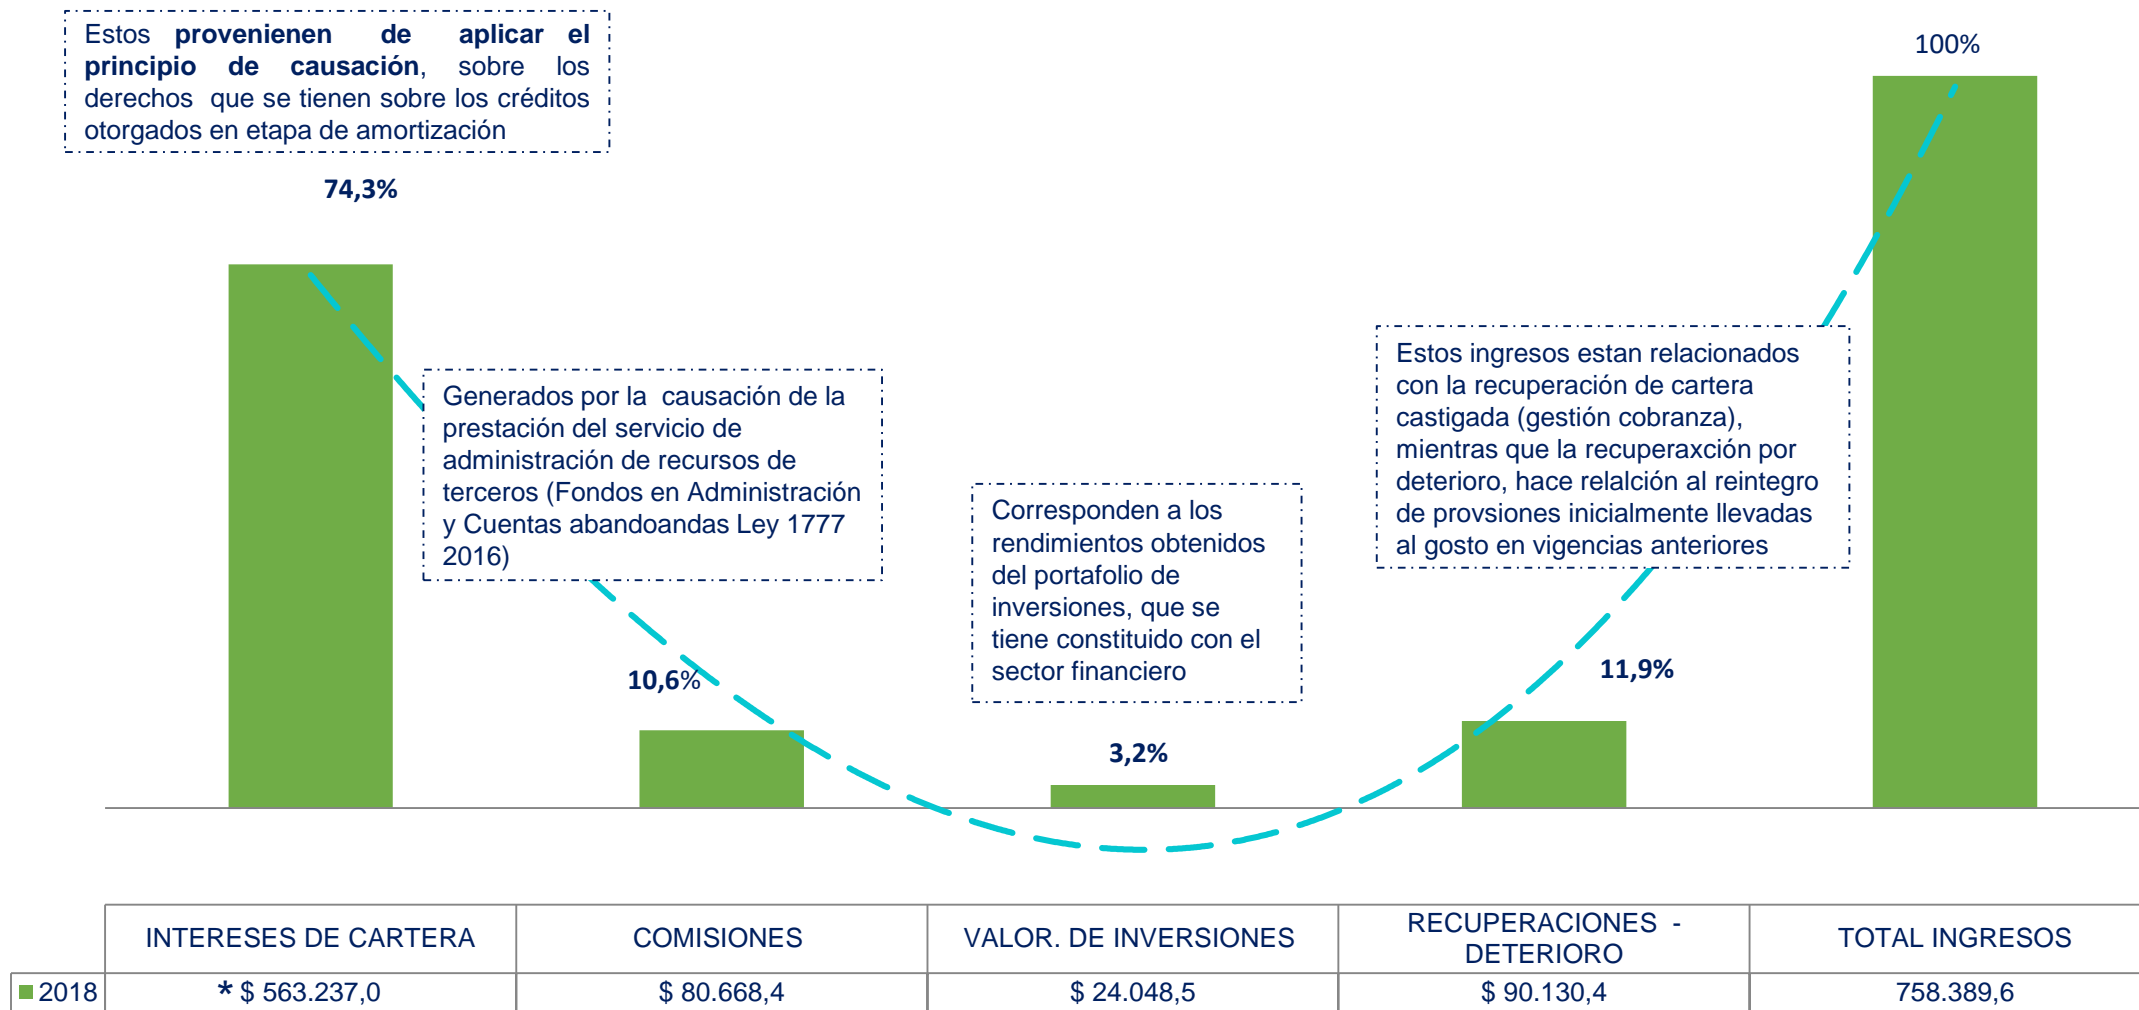 Estos provenienen de aplicar el
principio de causación, sobre los
derechos que se tienen sobre los créditos
otorgados en etapa de amortización
74,3%
100%
Generados por la causación de la
prestación del servicio de
administración de recursos de
terceros (Fondos en Administración
y Cuentas abandoandas Ley 1777
2016)
10,6%
Corresponden a los
rendimientos obtenidos
del portafolio de
inversiones, que se
tiene constituido con el
sector financiero
3,2%
Estos ingresos estan relacionados
con la recuperación de cartera
castigada (gestión cobranza),
mientras que la recuperaxción por
deterioro, hace relalción al reintegro
de provsiones inicialmente llevadas
al gosto en vigencias anteriores
11,9%
INTERESES DE CARTERA
COMISIONES
VALOR. DE INVERSIONES
RECUPERACIONES -
DETERIORO
TOTAL INGRESOS
2018
* $ 563.237,0
$ 80.668,4
$ 24.048,5
$ 90.130,4
758.389,6